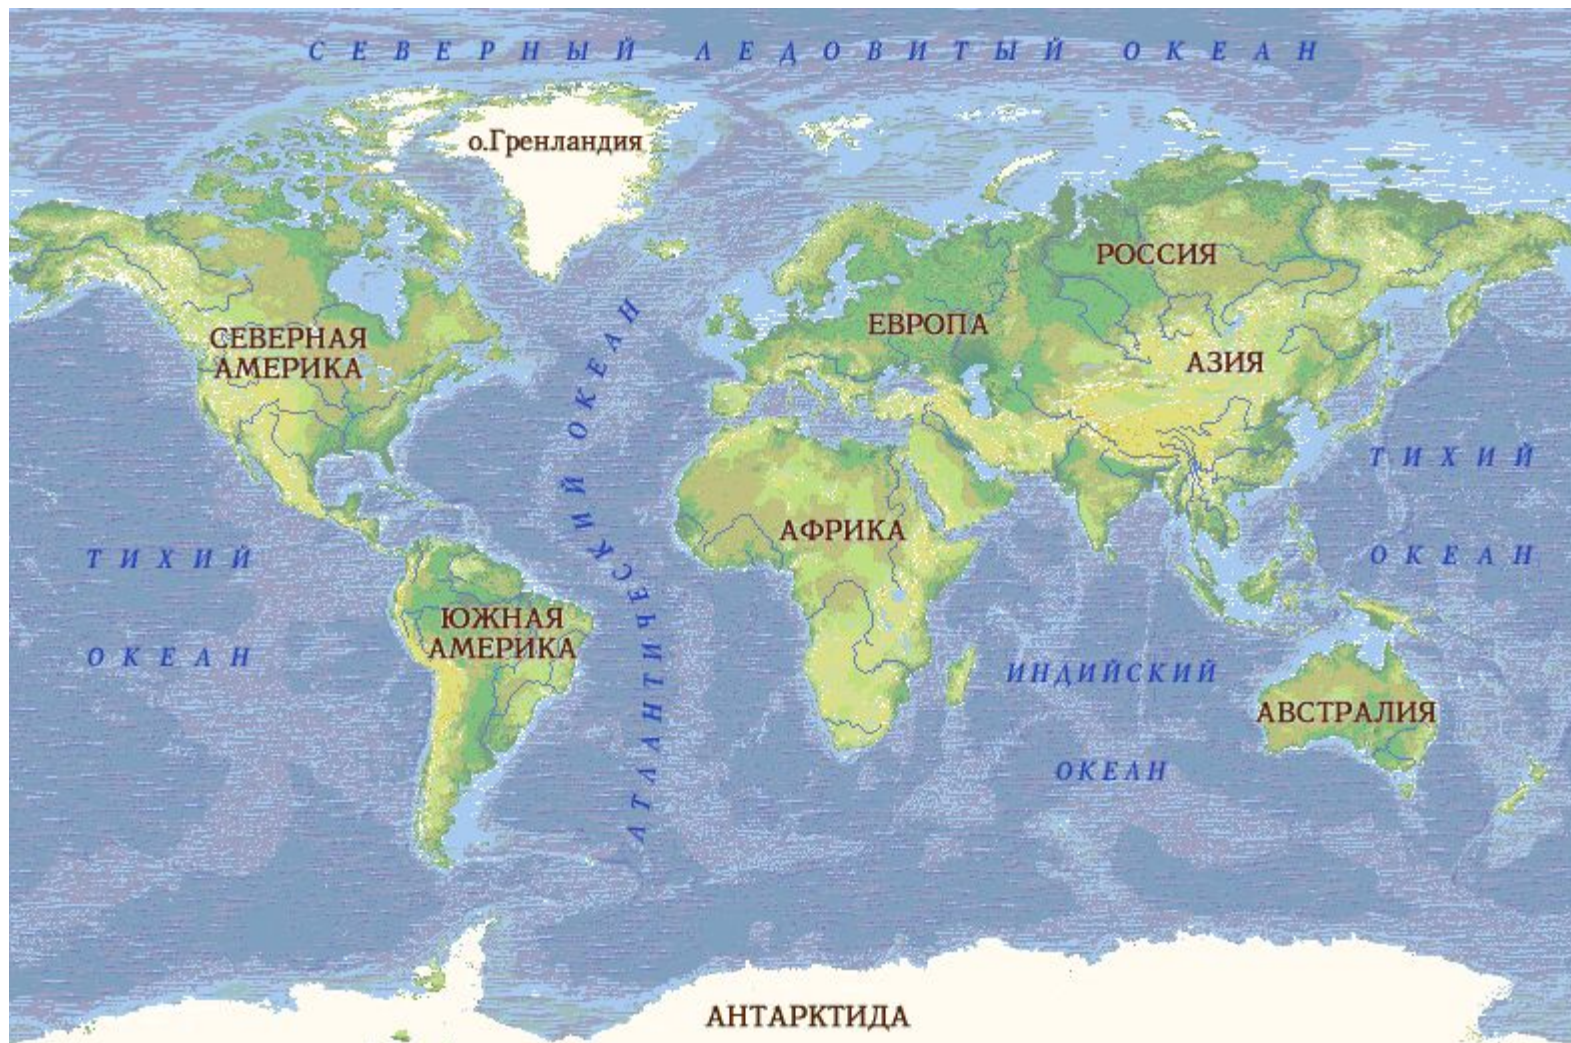 СЕВЕРНЫЙ ЛЕДОВИТЫЙ ОКЕАН
о.Гренландия
РОССИЯ
ЕВРОПА
СЕВЕРНАЯ
АМЕРИКА
АЗИЯ
АТЛАНТИЧЕСКИЙ ОКЕАН
ТИХИЙ
ОКЕАН
АФРИКА
ТИХИЙ
ОКЕАН
ЮЖНАЯ
АМЕРИКА
ИНДИЙСКИЙ
ОКЕАН
АВСТРАЛИЯ
АНТАРКТИДА